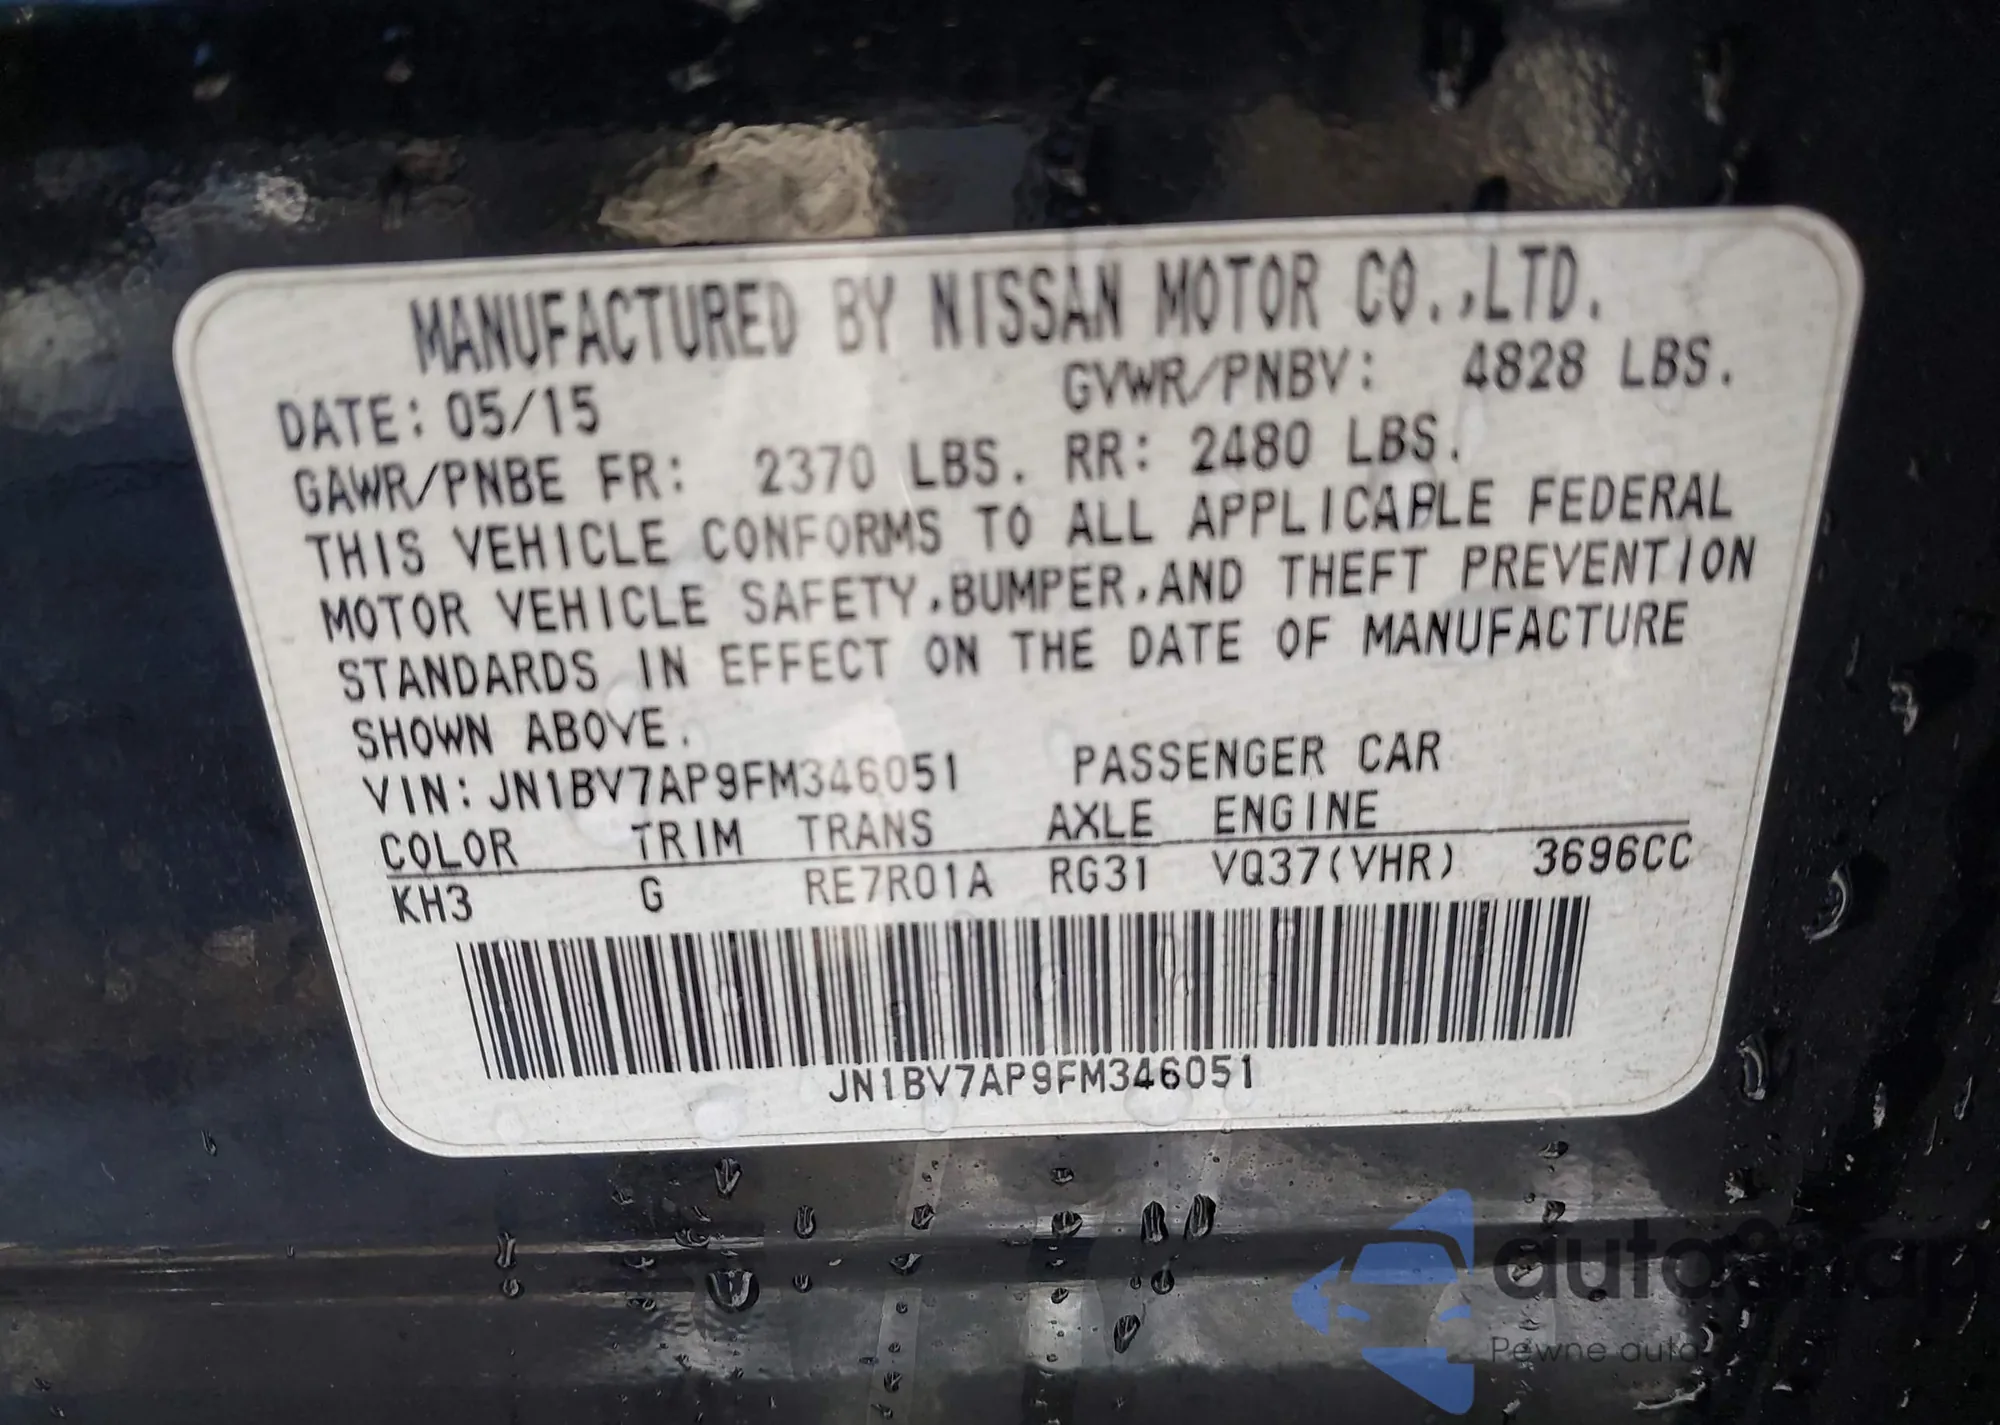 MANUFACTURED BY NISSAN MOTOR CO.,LTD.
DATE: 05/15 GVWR/PNBV: 4828 LBS.
GAWR/PNBE FR: 2370 LBS. RR: 2480 LBS.
THIS VEHICLE CONFORMS TO ALL APPLICABLE FEDERAL
MOTOR VEHICLE SAFETY,BUMPER,AND THEFT PREVENTION
STANDARDS IN EFFECT ON THE DATE OF MANUFACTURE
SHOWN ABOVE.
VIN:JN1BV7AP9FM346051 PASSENGER CAR
COLOR TRIM TRANS AXLE ENGINE
KH3 G RE7R01A RG31 VQ37(VHR) 3696CC
JN1BV7AP9FM346051
autosnap
Pewne auta